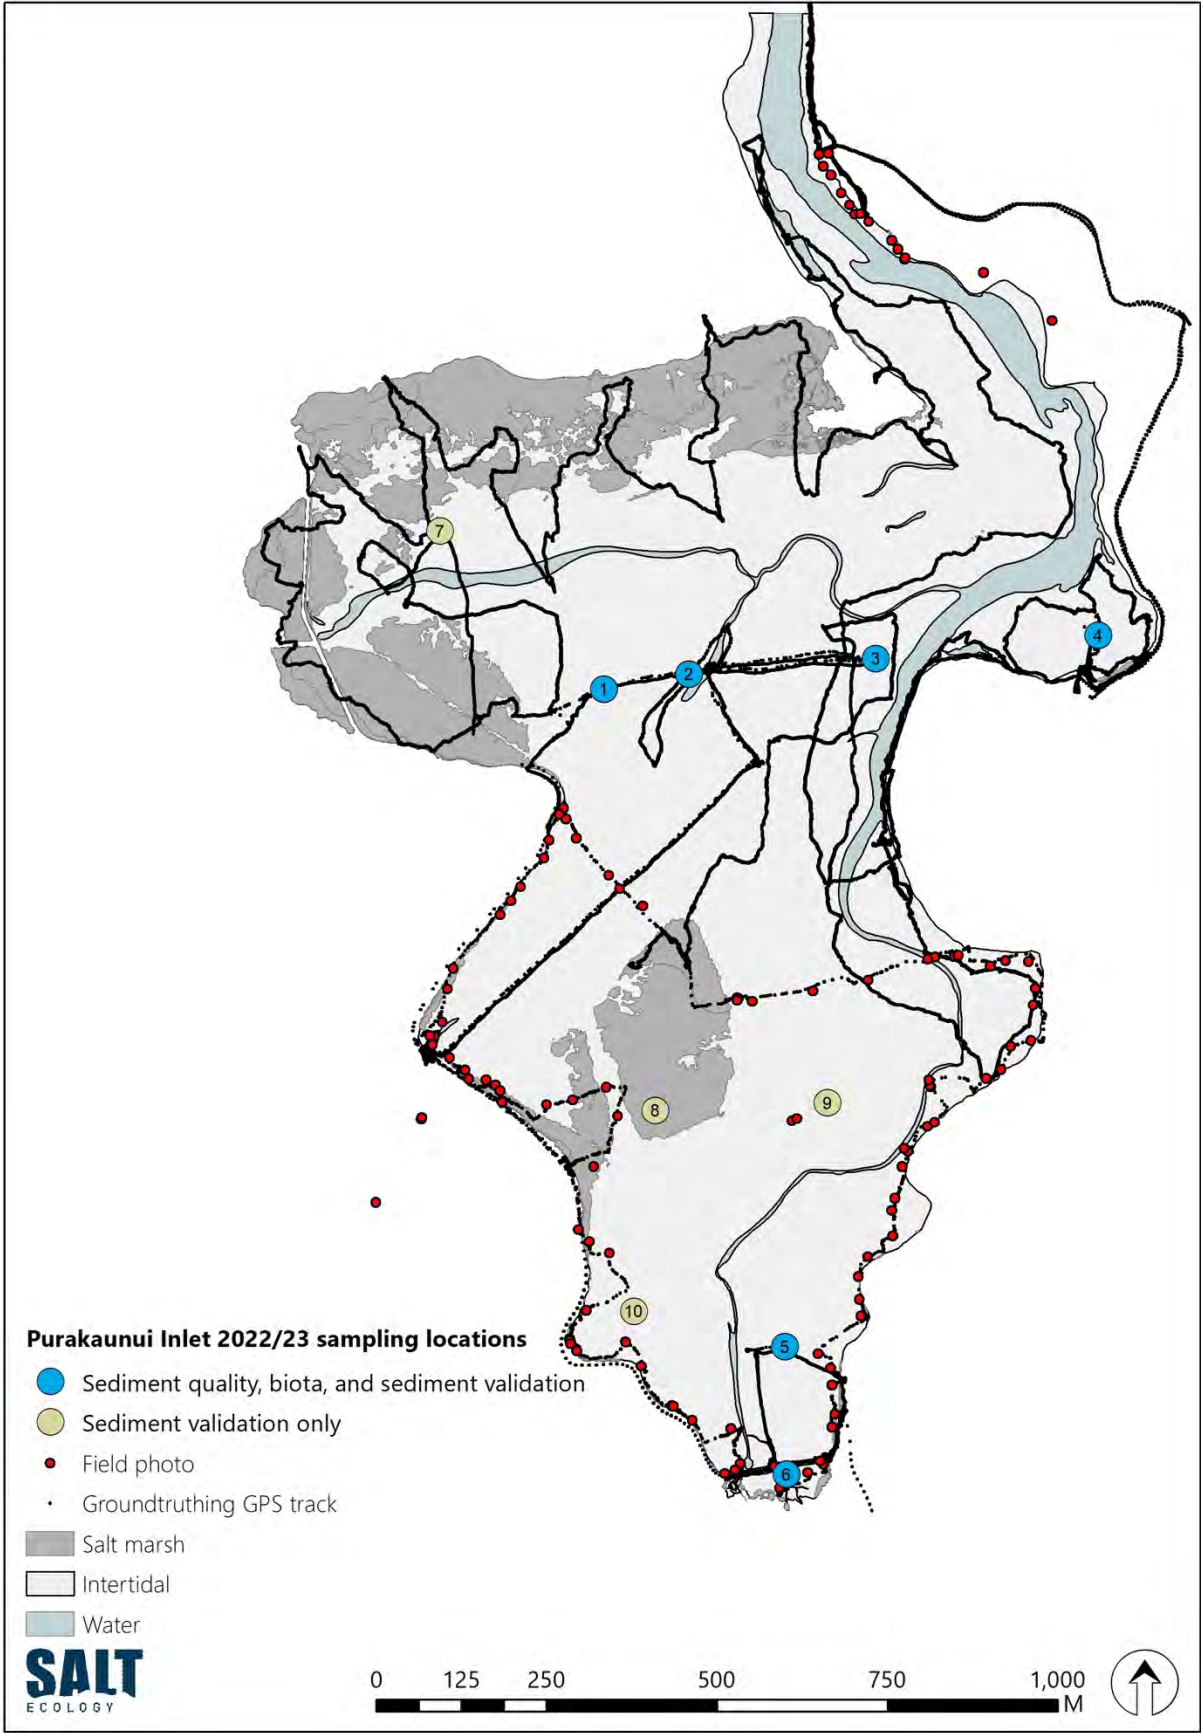 7
4
3
2
1
8
9
10
5
6
Purakaunui Inlet 2022/23 sampling locations
Sediment quality, biota, and sediment validation
Sediment validation only
Field photo
Groundtruthing GPS track
Salt marsh
Intertidal
Water
SALT
ECOLOGY
0 125 250 500 750 1,000
M